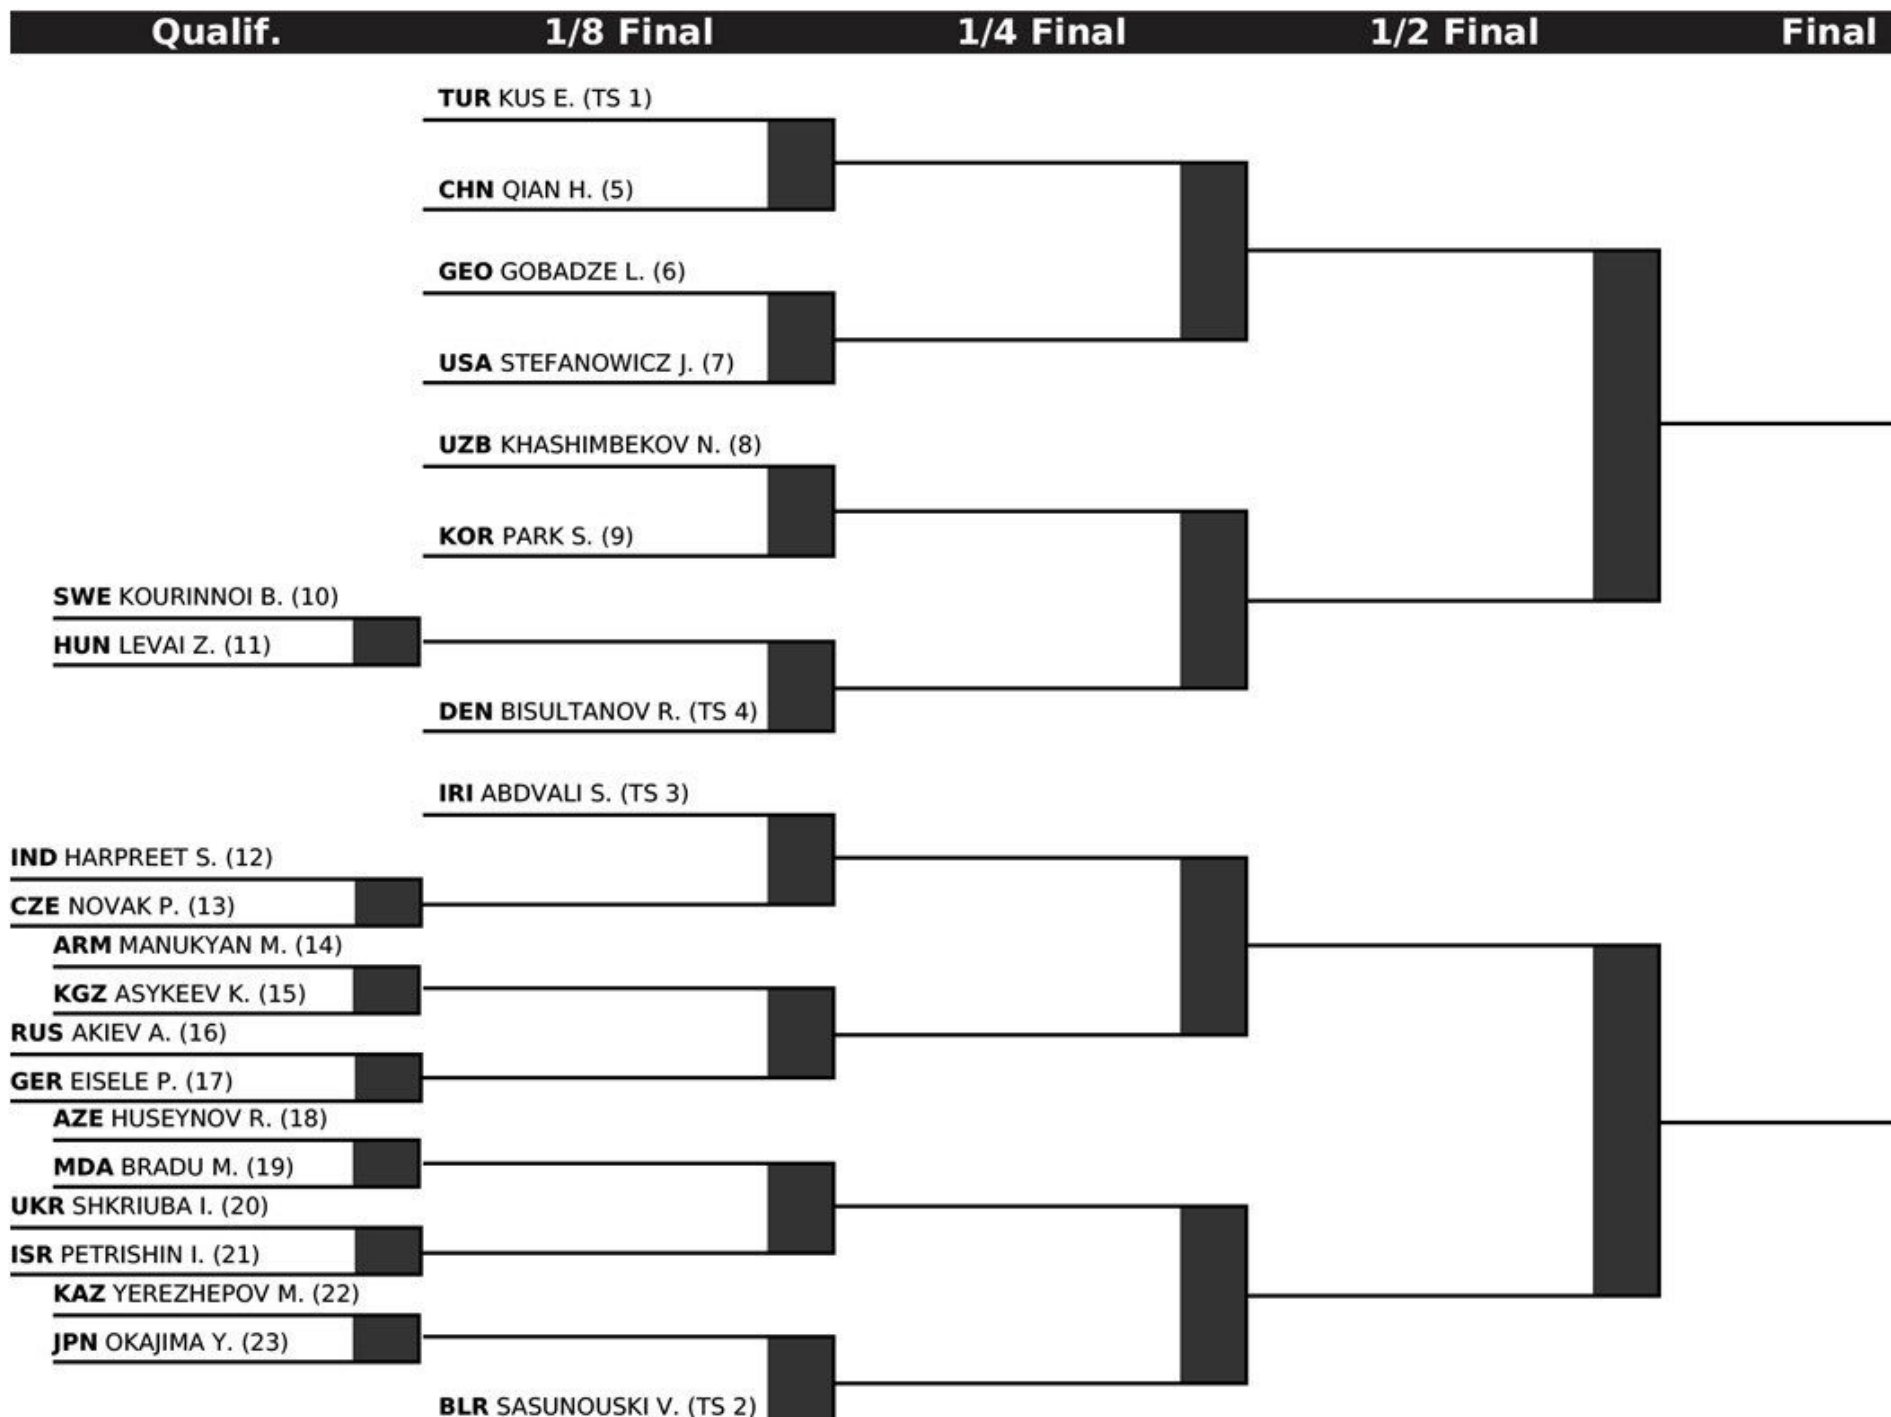 Qualif. 1/8 Final 1/4 Final 1/2 Final Final
TUR KUS E. (TS 1)
CHN QIAN H. (5)
GEO GOBADZE L. (6)
USA STEFANOWICZ J. (7)
UZB KHASHIMBEKOV N. (8)
KOR PARK S. (9)
SWE KOURINNOI B. (10)
HUN LEVAI Z. (11)
DEN BISULTANOV R. (TS 4)
IRI ABDVALI S. (TS 3)
IND HARPREET S. (12)
CZE NOVAK P. (13)
ARM MANUKYAN M. (14)
KGZ ASYKEEV K. (15)
RUS AKIEV A. (16)
GER EISELE P. (17)
AZE HUSEYNOV R. (18)
MDA BRADU M. (19)
UKR SHKRIUBA I. (20)
ISR PETRISHIN I. (21)
KAZ YEREZHEPOV M. (22)
JPN OKAJIMA Y. (23)
BLR SASUNOUSKI V. (TS 2)